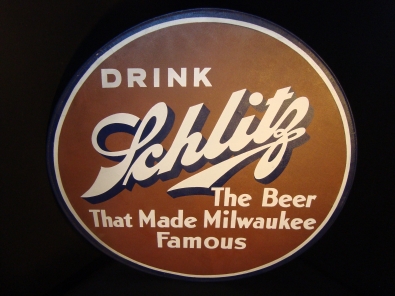 DRINK
Schlitz
The Beer
That Made Milwaukee
Famous